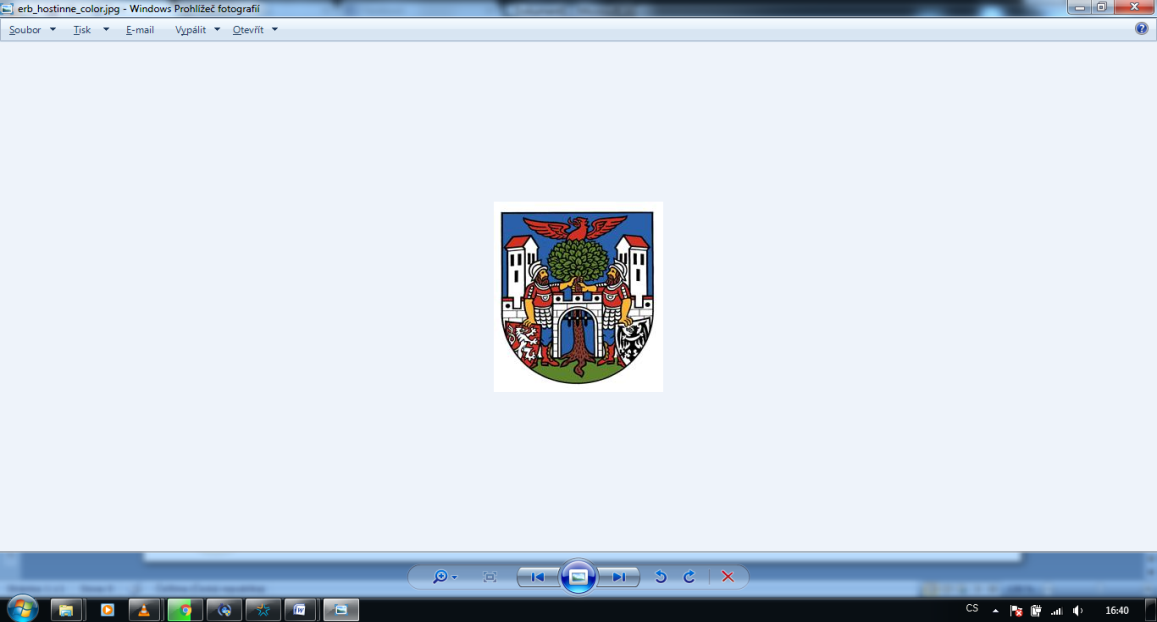 erb_hostinne_color.jpg - Windows Prohlížeč fotografií
Soubor Tisk E-mail Vypálit Otevřít
CS 16:40